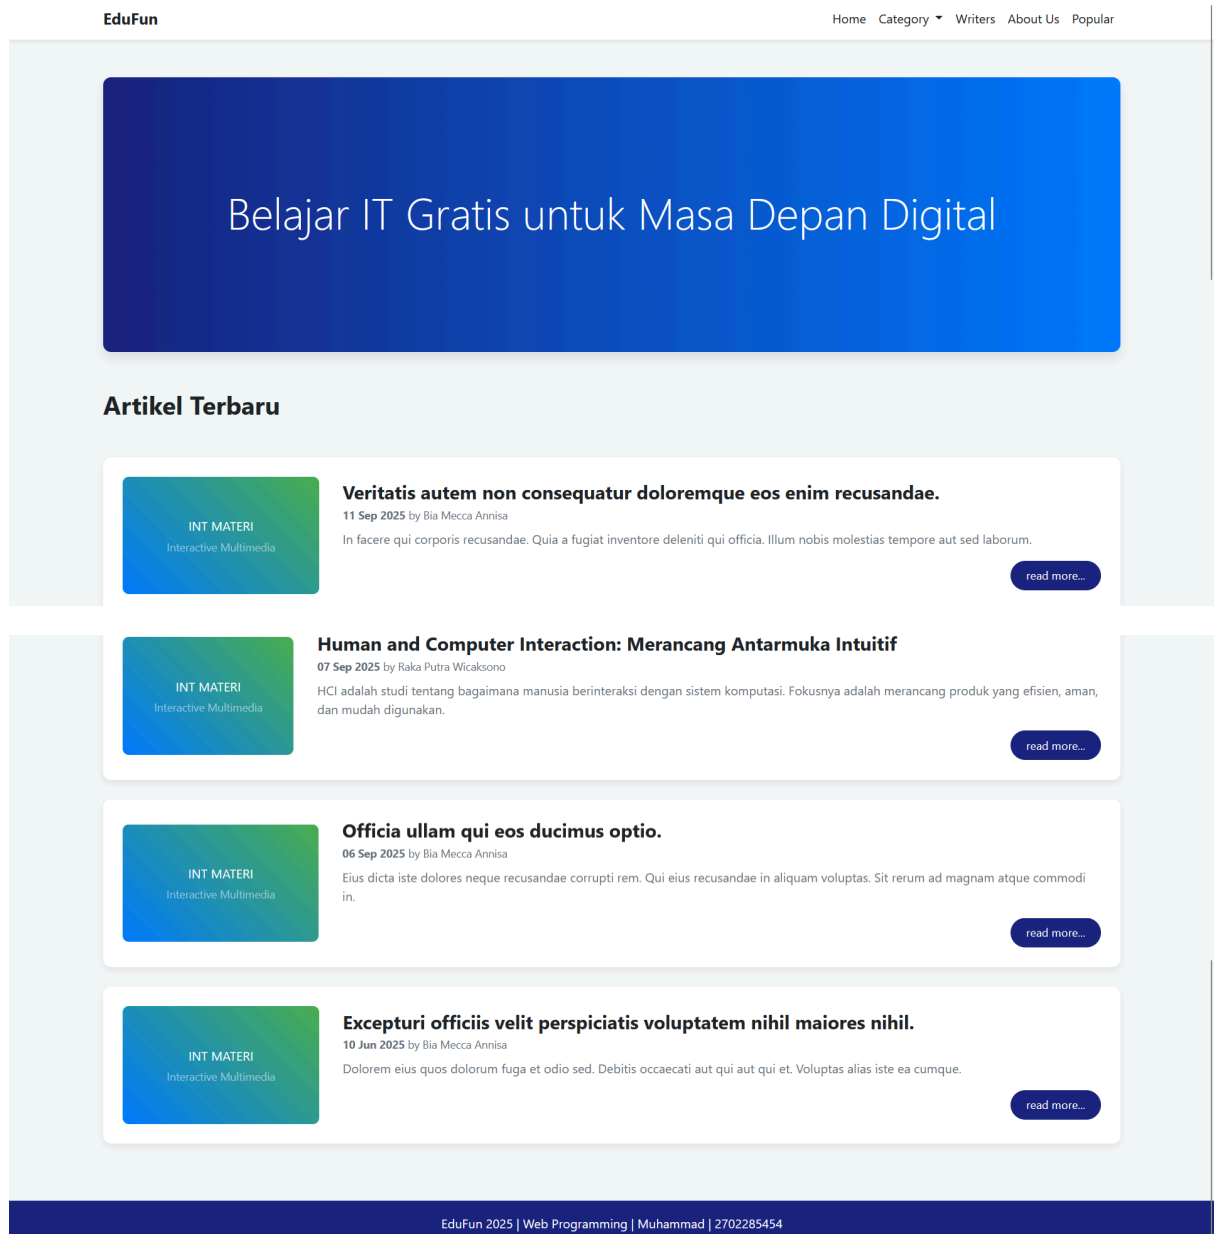 EduFun
Home Category Writers About Us Popular
Belajar IT Gratis untuk Masa Depan Digital
Artikel Terbaru
INT MATERI
Interactive Multimedia
Veritatis autem non consequatur doloremque eos enim recusandae.
11 Sep 2025 by Bia Mecca Annisa
In facere qui corporis recusandae. Quia a fugiat inventore deleniti qui officia. Illum nobis molestias tempore aut sed laborum.
read more...
INT MATERI
Interactive Multimedia
Human and Computer Interaction: Merancang Antarmuka Intuitif
07 Sep 2025 by Raka Putra Wicaksono
HCI adalah studi tentang bagaimana manusia berinteraksi dengan sistem komputasi. Fokusnya adalah merancang produk yang efisien, aman,
dan mudah digunakan.
read more...
INT MATERI
Interactive Multimedia
Officia ullam qui eos ducimus optio.
06 Sep 2025 by Bia Mecca Annisa
Eius dicta iste dolores neque recusandae corrupti rem. Qui eius recusandae in aliquam voluptas. Sit rerum ad magnam atque commodi
in.
read more...
INT MATERI
Interactive Multimedia
Excepturi officiis velit perspiciatis voluptatem nihil maiores nihil.
10 Jun 2025 by Bia Mecca Annisa
Dolorem eius quos dolorum fuga et odio sed. Debitis occaecati aut qui aut qui et. Voluptas alias iste ea cumque.
read more...
EduFun 2025 | Web Programming | Muhammad | 2702285454